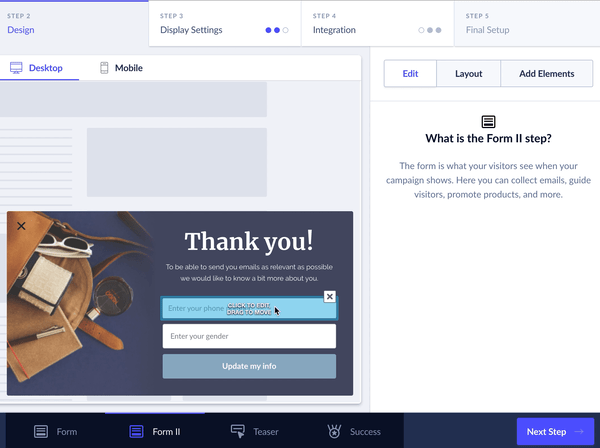 STEP 2
Design
STEP 3
Display Settings
STEP 4
Integration
STEP 5
Final Setup
Desktop
Mobile
Edit
Layout
Add Elements
What is the Form II step?
The form is what your visitors see when your
campaign shows. Here you can collect emails, guide
visitors, promote products, and more.
Thank you!
To be able to send you emails as relevant as possible
we would like to know a bit more about you.
Enter your phone
CLICK TO EDIT
DRAG TO MOVE
Enter your gender
Update my info
Form
Form II
Teaser
Success
Next Step